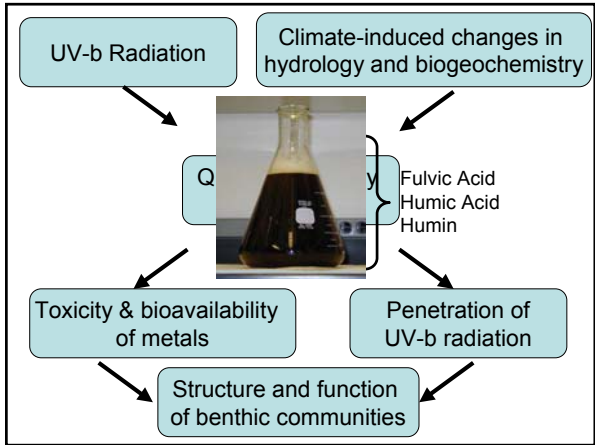 UV-b Radiation
Climate-induced changes in
hydrology and biogeochemistry
Fulvic Acid
Humic Acid
Humin
Toxicity & bioavailability
of metals
Penetration of
UV-b radiation
Structure and function
of benthic communities